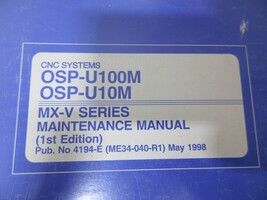 CNC SYSTEMS
OSP-U100M
OSP-U10M
MX-V SERIES
MAINTENANCE MANUAL
(1st Edition)
Pub. No 4194-E (ME34-040-R1) May 1998